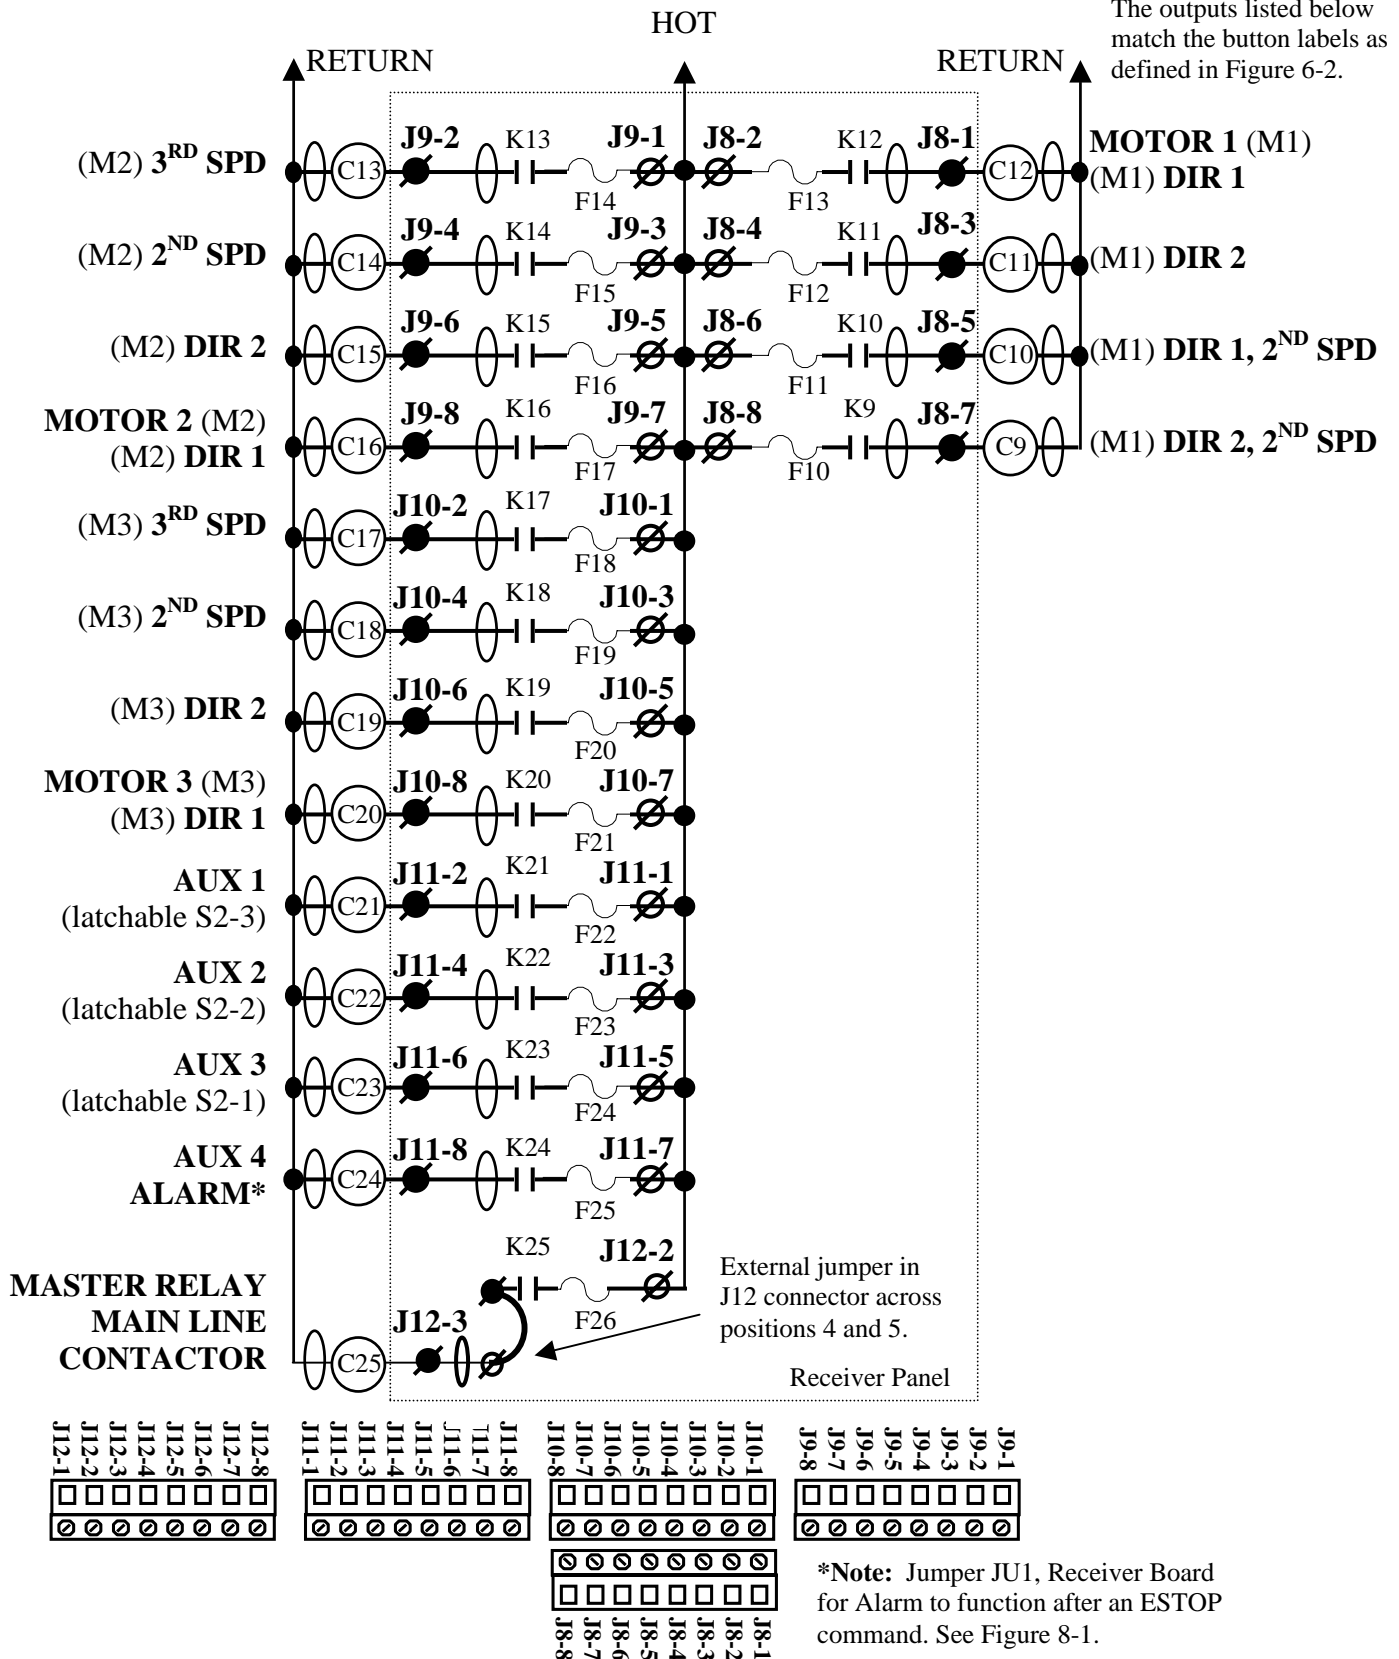 HOT
The outputs listed below
match the button labels as
defined in Figure 6-2.
RETURN
RETURN
(M2) 3RD SPD
C13
J9-2
K13
F14
J9-1
J8-2
F13
K12
J8-1
C12
MOTOR 1 (M1)
(M1) DIR 1
(M2) 2ND SPD
C14
J9-4
K14
F15
J9-3
J8-4
F12
K11
J8-3
C11
(M1) DIR 2
(M2) DIR 2
C15
J9-6
K15
F16
J9-5
J8-6
F11
K10
J8-5
C10
(M1) DIR 1, 2ND SPD
MOTOR 2 (M2)
(M2) DIR 1
C16
J9-8
K16
F17
J9-7
J8-8
F10
K9
J8-7
C9
(M1) DIR 2, 2ND SPD
(M3) 3RD SPD
C17
J10-2
K17
F18
J10-1
(M3) 2ND SPD
C18
J10-4
K18
F19
J10-3
(M3) DIR 2
C19
J10-6
K19
F20
J10-5
MOTOR 3 (M3)
(M3) DIR 1
C20
J10-8
K20
F21
J10-7
AUX 1
(latchable S2-3)
C21
J11-2
K21
F22
J11-1
AUX 2
(latchable S2-2)
C22
J11-4
K22
F23
J11-3
AUX 3
(latchable S2-1)
C23
J11-6
K23
F24
J11-5
AUX 4
ALARM*
C24
J11-8
K24
F25
J11-7
MASTER RELAY
MAIN LINE
CONTACTOR
C25
J12-3
K25
F26
J12-2
External jumper in
J12 connector across
positions 4 and 5.
Receiver Panel
J12-1
J12-2
J12-3
J12-4
J12-5
J12-6
J12-7
J12-8
J11-1
J11-2
J11-3
J11-4
J11-5
J11-6
J11-7
J11-8
J10-8
J10-7
J10-6
J10-5
J10-4
J10-3
J10-2
J10-1
J9-8
J9-7
J9-6
J9-5
J9-4
J9-3
J9-2
J9-1
J8-8
J8-7
J8-6
J8-5
J8-4
J8-3
J8-2
J8-1
*Note: Jumper JU1, Receiver Board
for Alarm to function after an ESTOP
command. See Figure 8-1.